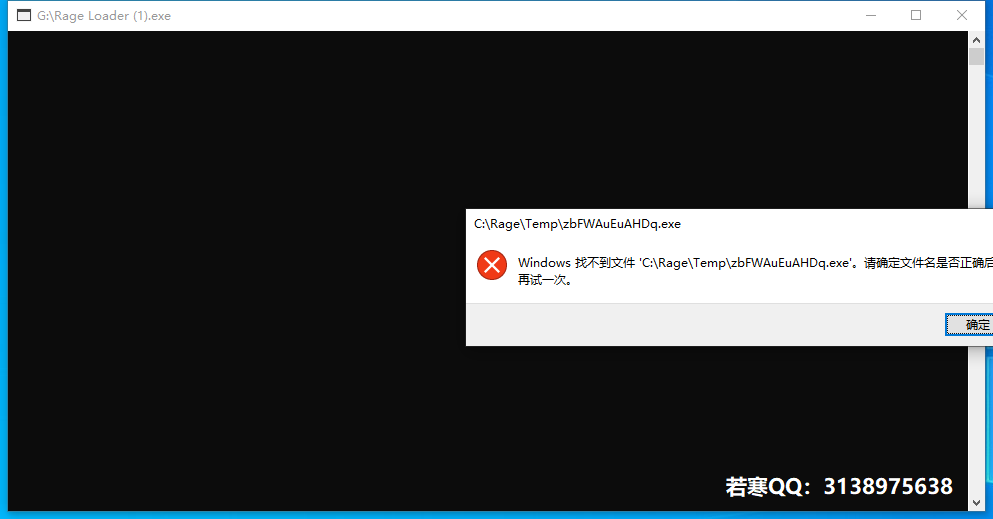 G:\Rage Loader (1).exe
C:\Rage\Temp\zbFWAuEuAHDq.exe
Windows 找不到文件 'C:\Rage\Temp\zbFWAuEuAHDq.exe'。请确定文件名是否正确后
再试一次。
确定
若寒QQ：3138975638